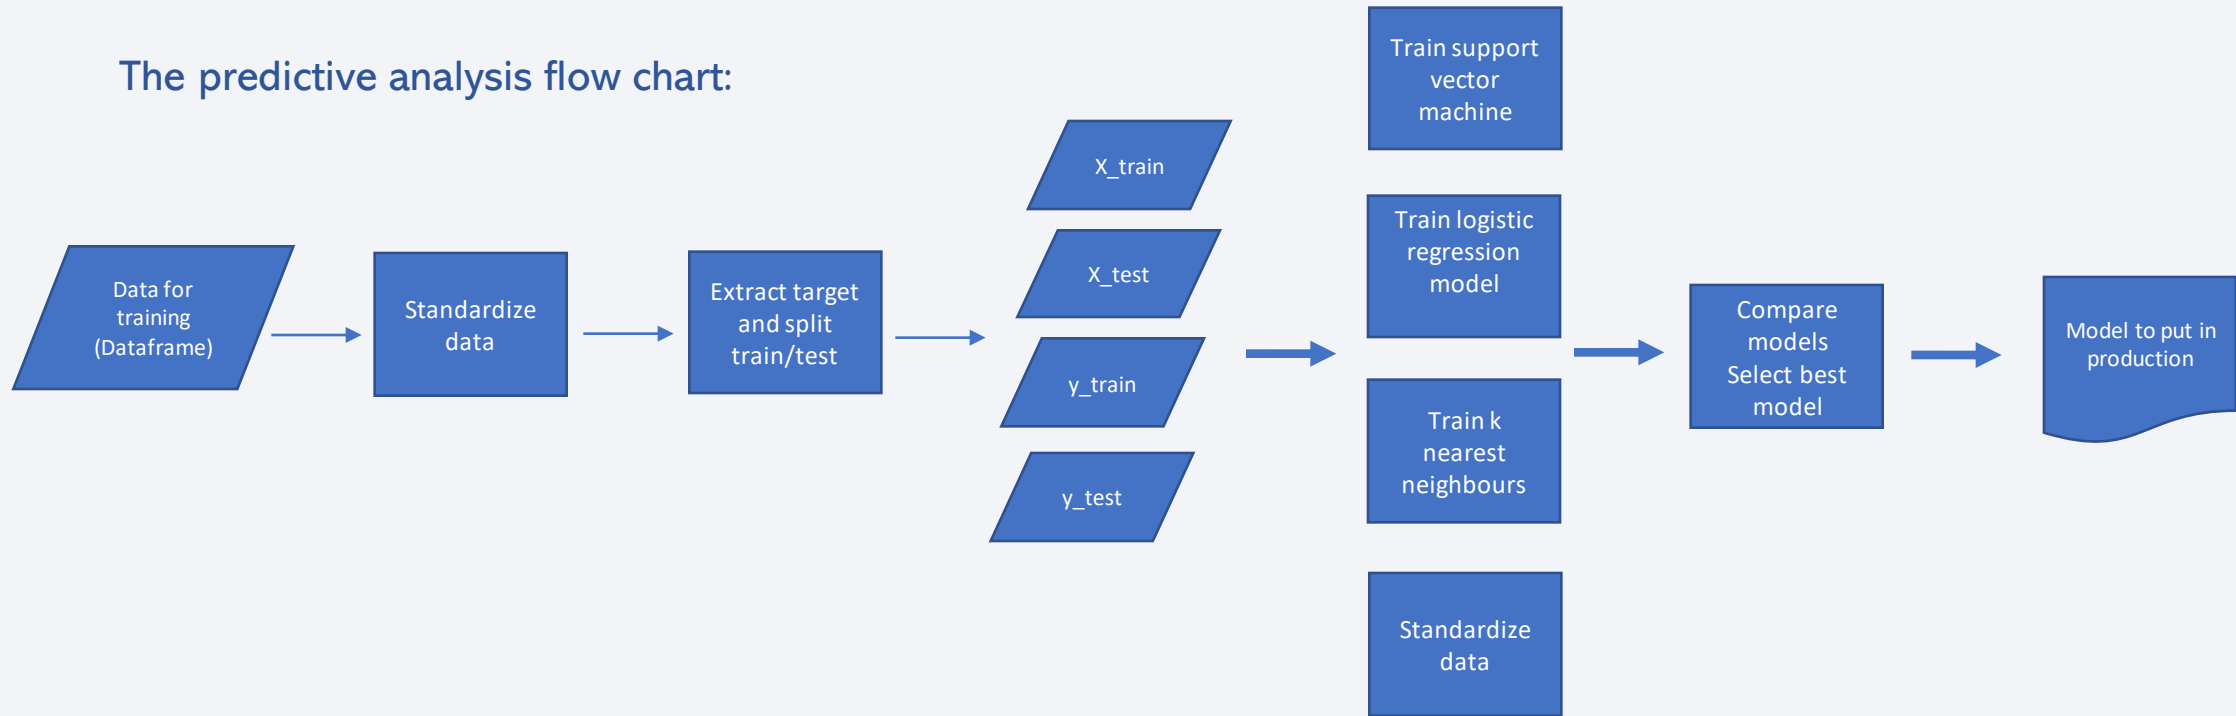 The predictive analysis flow chart:
Data for
training
(Dataframe)
Standardize
data
Extract target
and split
train/test
X_train
X_test
y_train
y_test
Train support
vector
machine
Train logistic
regression
model
Train k
nearest
neighbours
Standardize
data
Compare
models
Select best
model
Model to put in
production